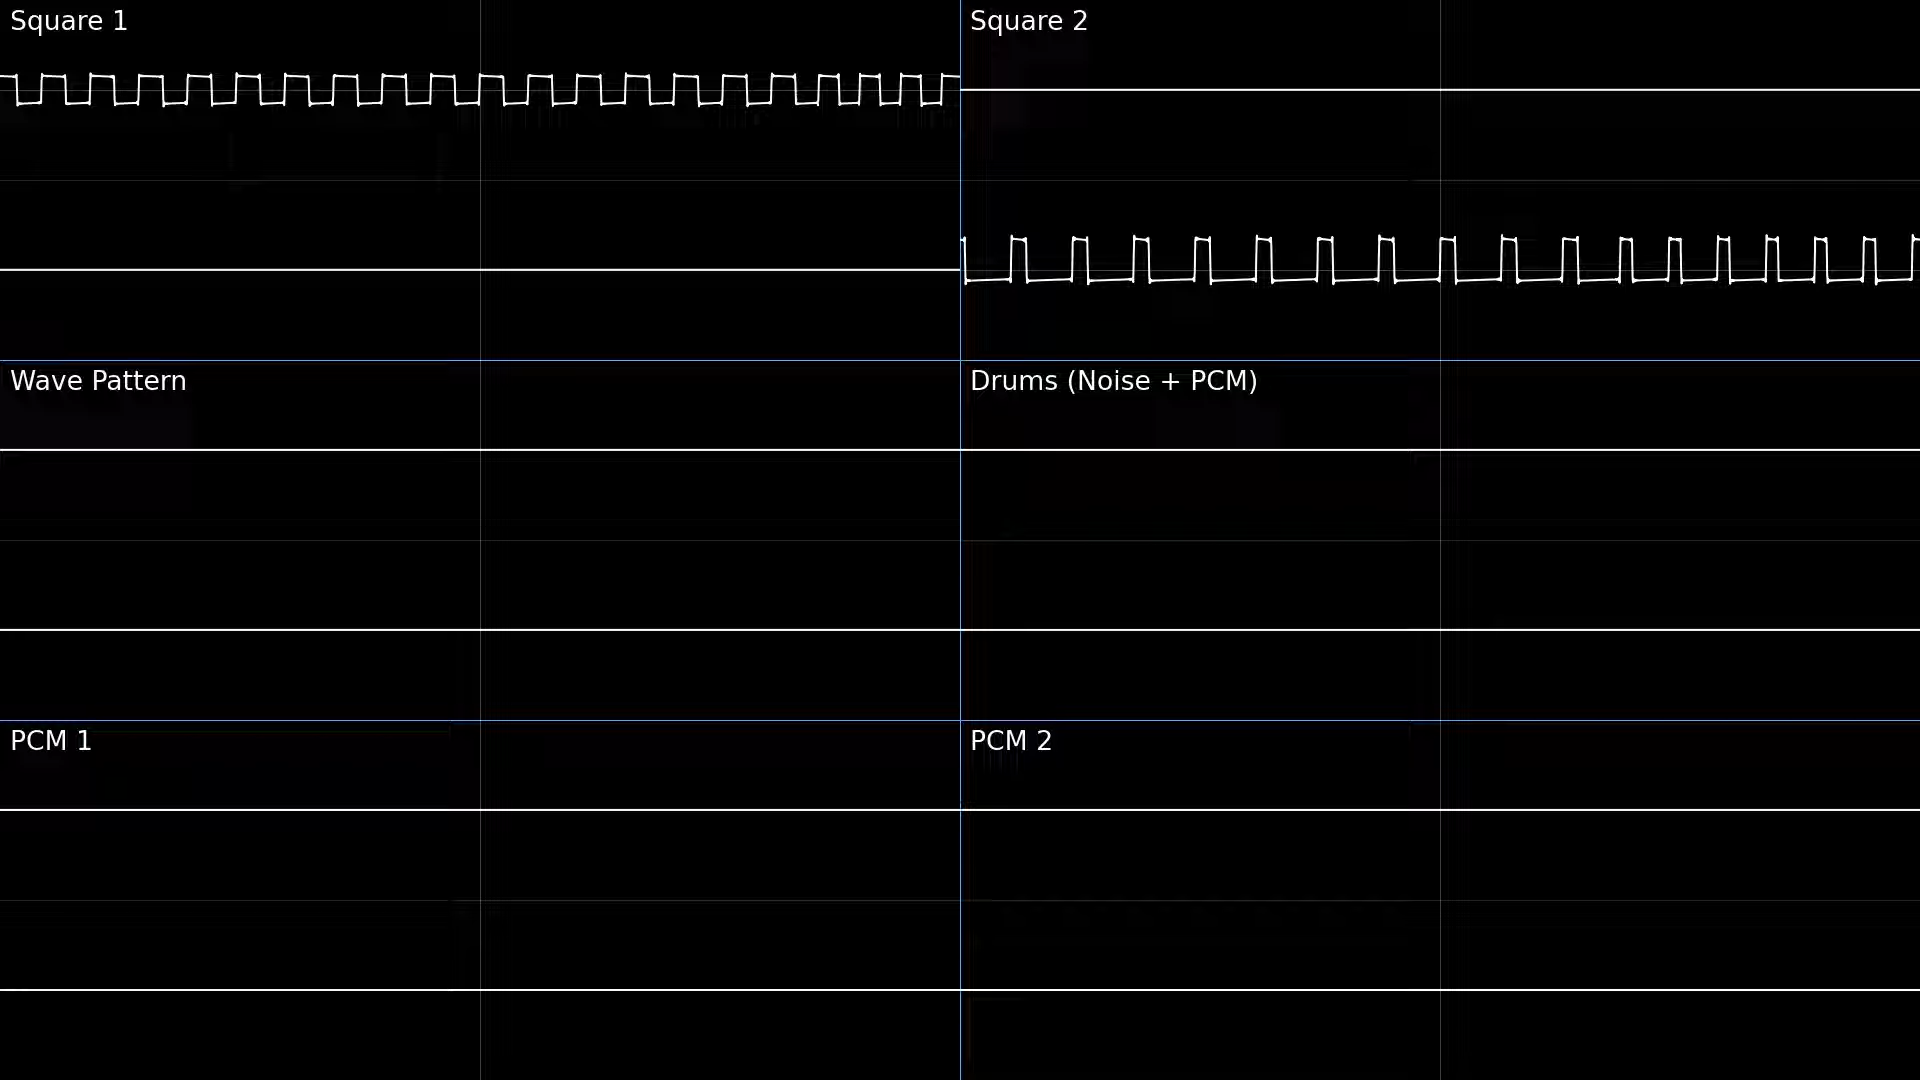 Square 1
Square 2
Wave Pattern
Drums (Noise + PCM)
PCM 1
PCM 2